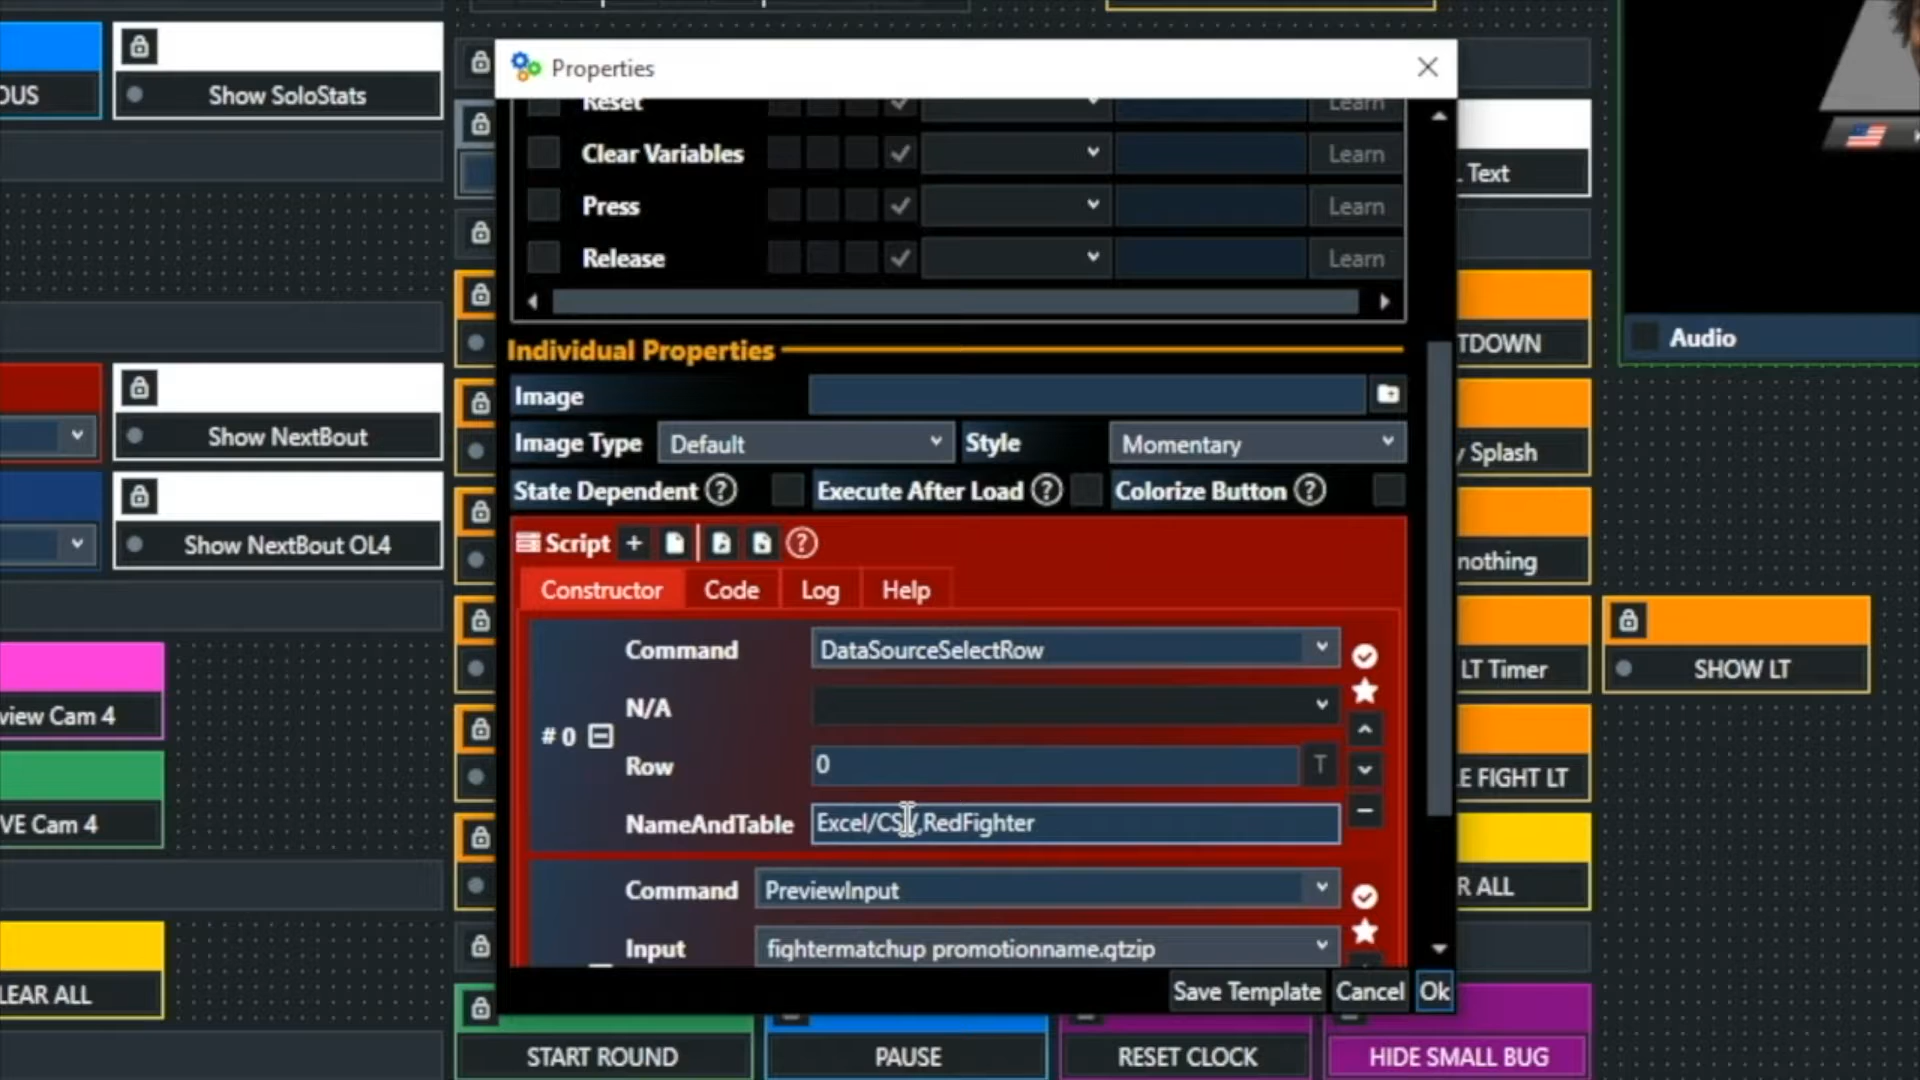 OUS
Show SoloStats
Show NextBout
Show NextBout OL4
view Cam 4
VE Cam 4
LEAR ALL
Properties
Reset
Learn
Clear Variables
Learn
Press
Learn
Release
Learn
Individual Properties
Image
Image Type
Default
Style
Momentary
State Dependent ?
Execute After Load ?
Colorize Button ?
Script + ?
Constructor
Code
Log
Help
Command
DataSourceSelectRow
N/A
# 0
Row
0
T
NameAndTable
Excel/CSV,RedFighter
Command
PreviewInput
Input
fightermatchup promotionname.gtzip
Save Template
Cancel
Ok
Text
TDOWN
Splash
nothing
LT Timer
E FIGHT LT
R ALL
Audio
SHOW LT
START ROUND
PAUSE
RESET CLOCK
HIDE SMALL BUG